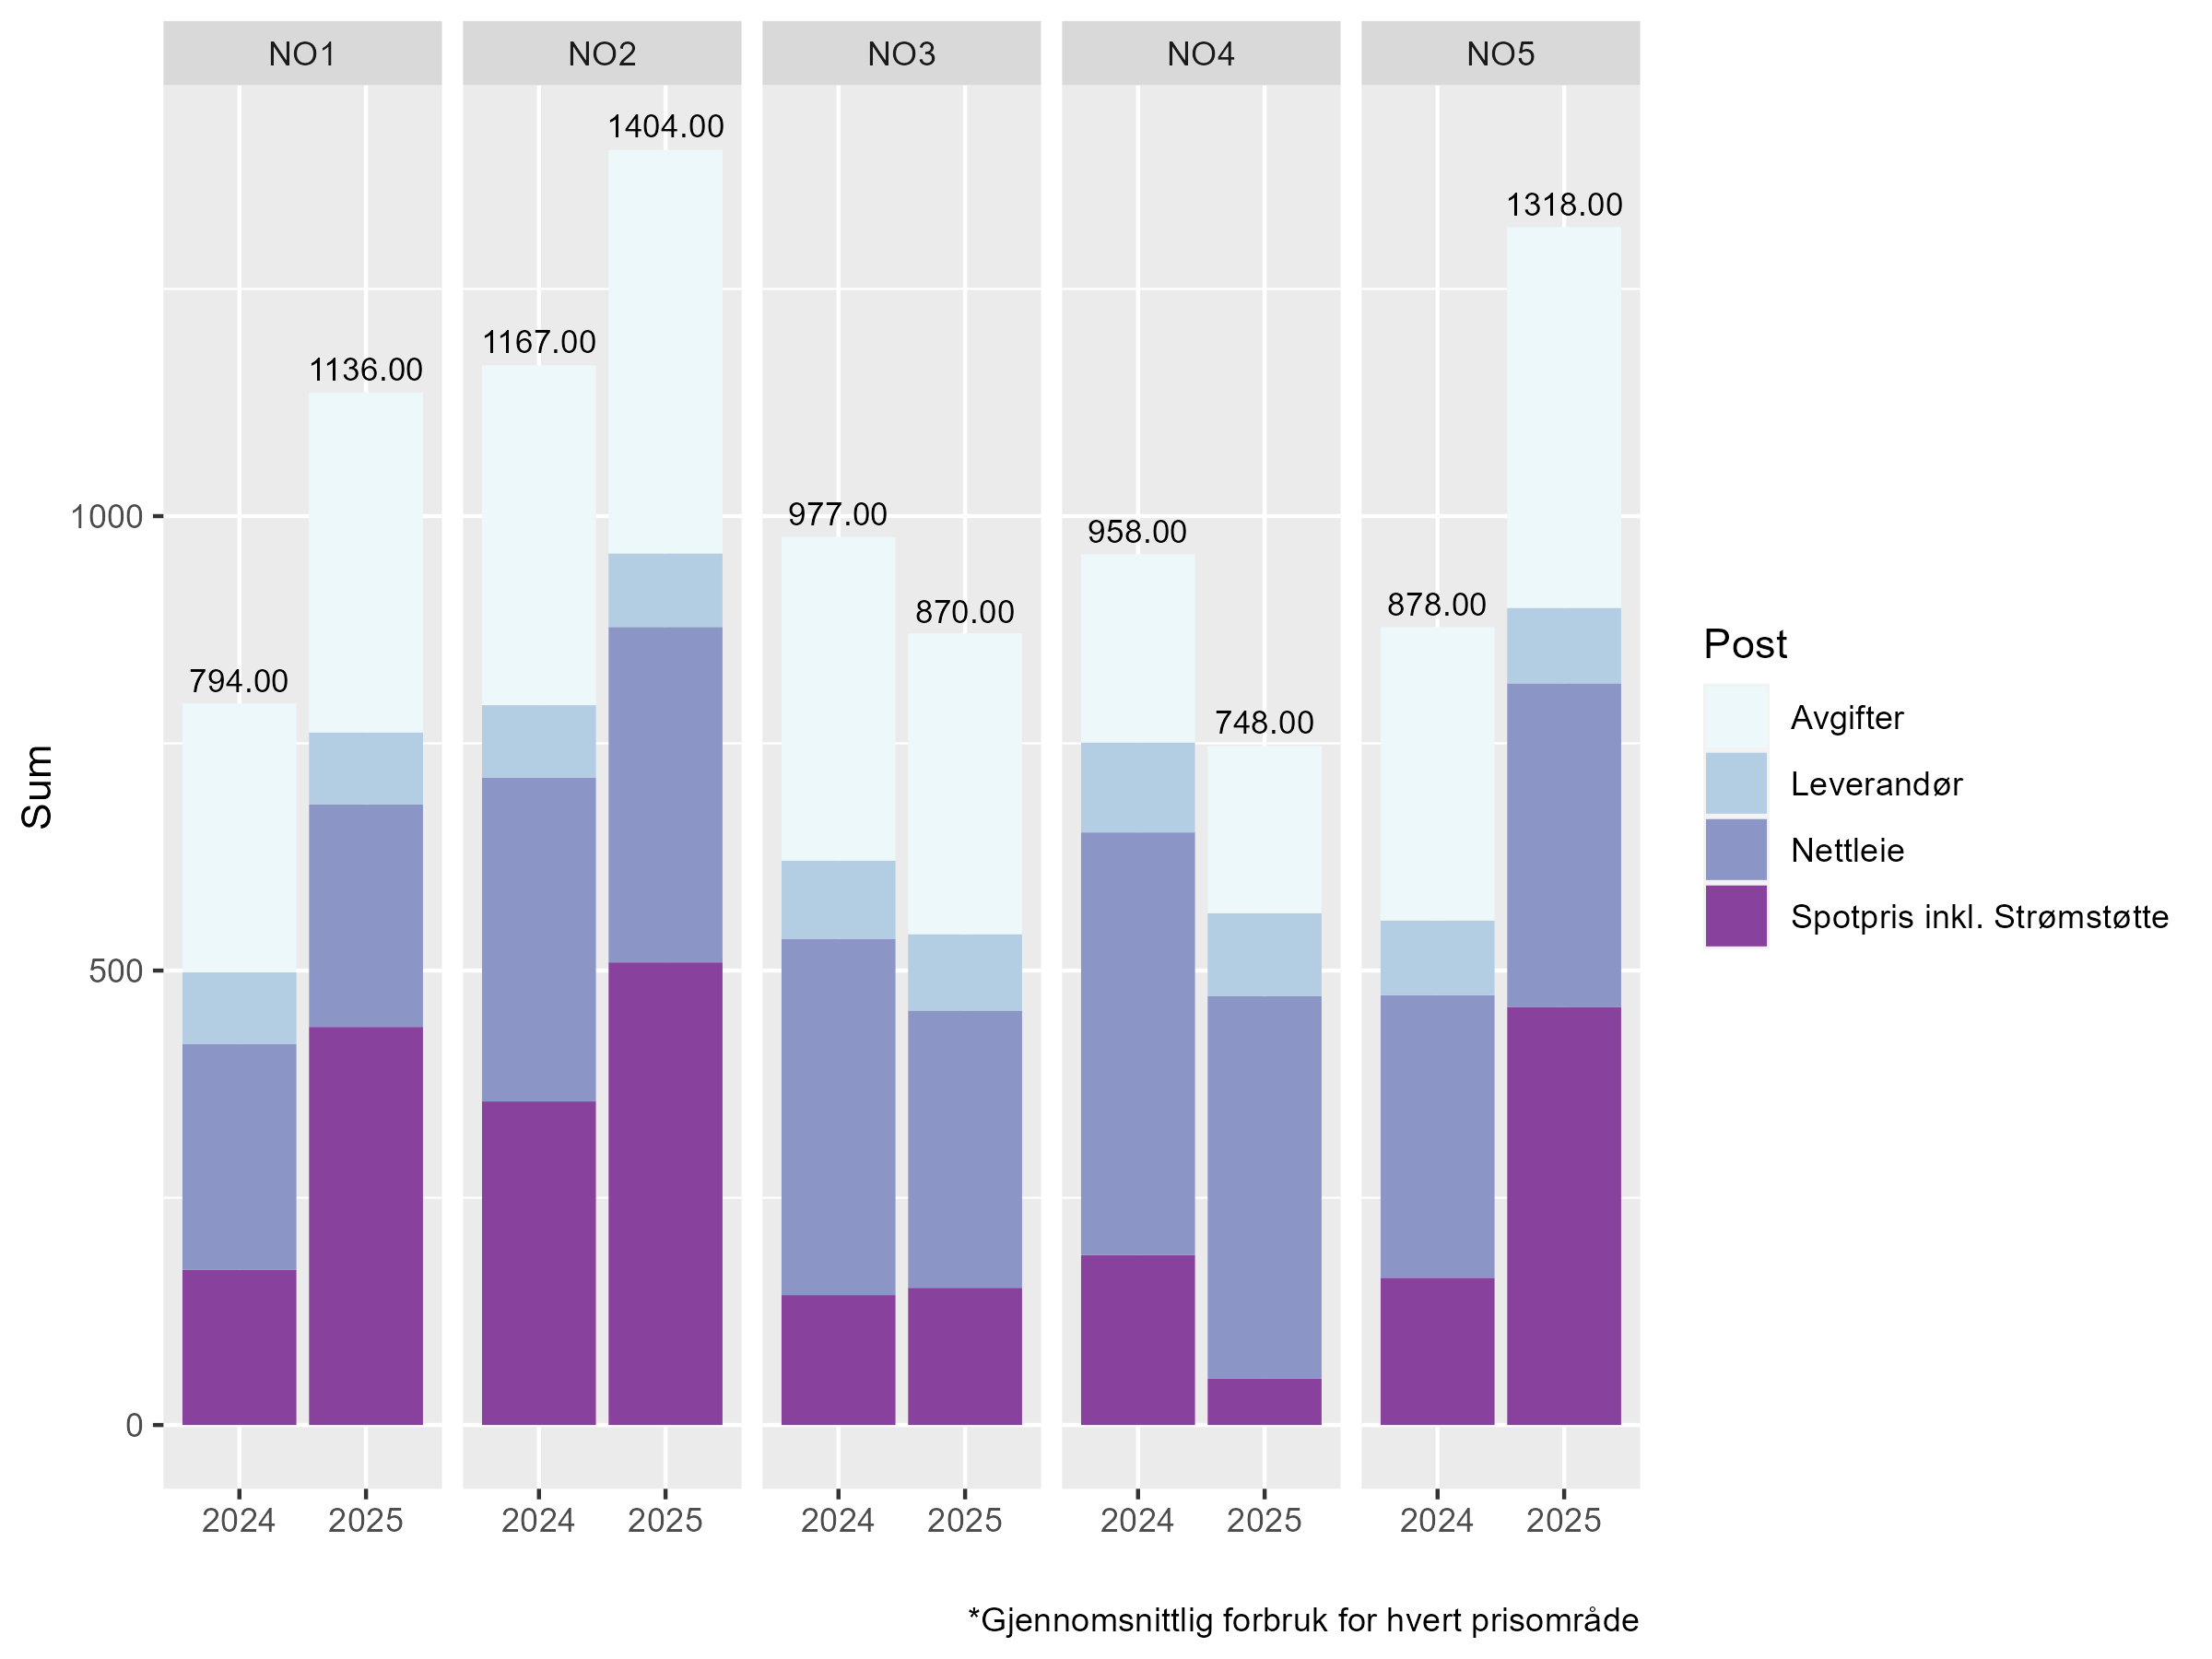 NO1 NO2 NO3 NO4 NO5
1404.00
1318.00
1167.00
1136.00
977.00
958.00
878.00
870.00
794.00
748.00
1000
500
0
Sum
Post
Avgifter
Leverandør
Nettleie
Spotpris inkl. Strømstøtte
2024 2025 2024 2025 2024 2025 2024 2025 2024 2025
*Gjennomsnittlig forbruk for hvert prisområde